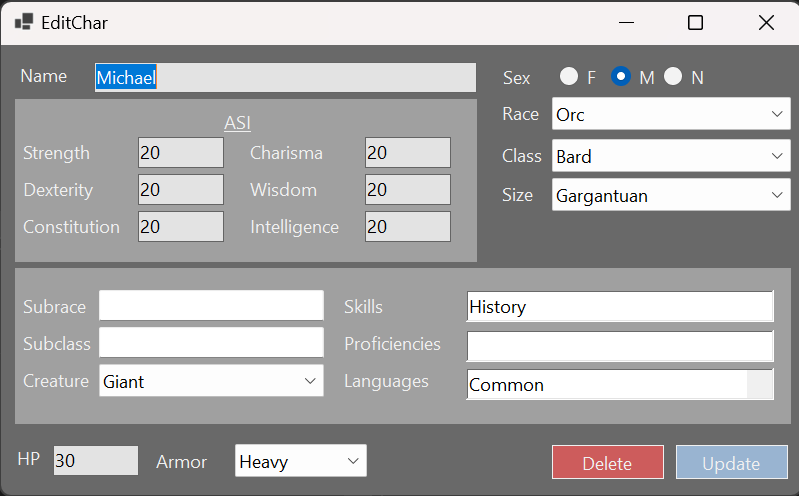 EditChar
Name Michael Sex F M N
ASI Race Orc
Strength 20 Charisma 20 Class Bard
Dexterity 20 Wisdom 20 Size Gargantuan
Constitution 20 Intelligence 20
Subrace Skills History
Subclass Proficiencies
Creature Giant Languages Common
HP 30 Armor Heavy Delete Update